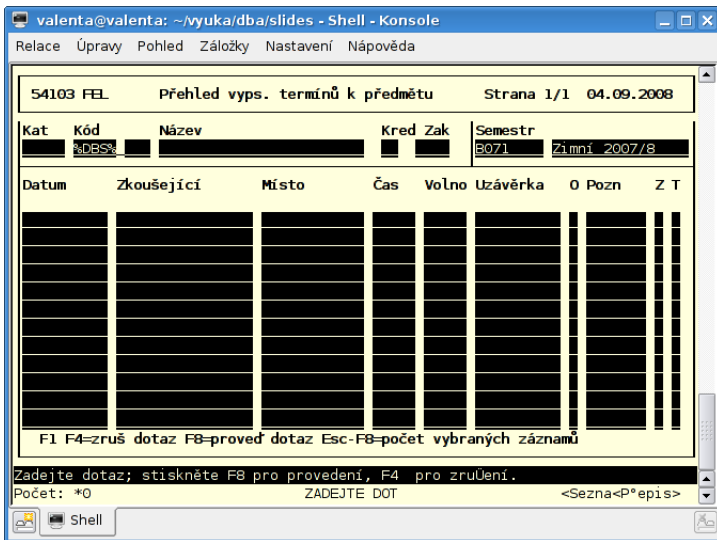 valenta@valenta: ~/vyuka/dba/slides - Shell - Konsole
Relace Úpravy Pohled Záložky Nastavení Nápověda
54103 FEL Přehled vyps. termínů k předmětu Strana 1/1 04.09.2008
Kat Kód Název Kred Zak Semestr
%DBS%_ B071 Zimní 2007/8
Datum Zkoušející Místo Čas Volno Uzávěrka O Pozn Z T
F1 F4=zruš dotaz F8=proveď dotaz Esc-F8=počet vybraných záznamů
Zadejte dotaz; stiskněte F8 pro provedení, F4 pro zruÜení.
Počet: *0 ZADEJTE DOT <Sezna<P°epis>
Shell